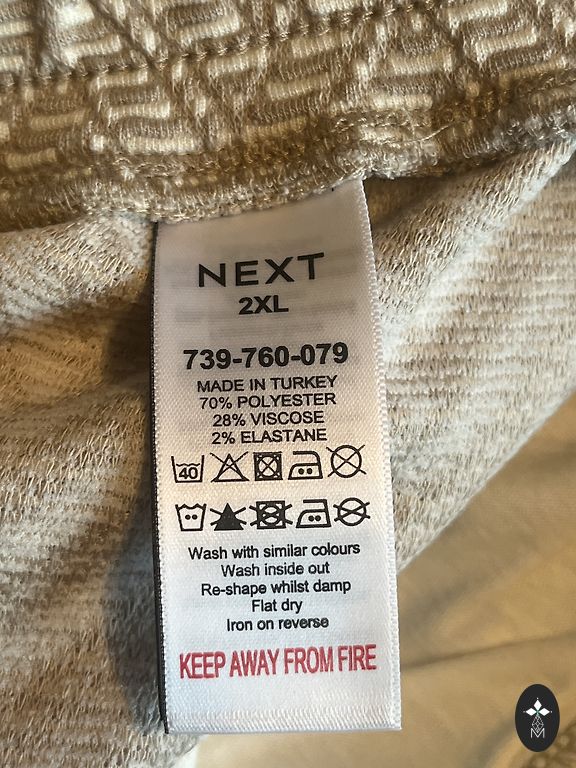 NEXT
2XL
739-760-079
MADE IN TURKEY
70% POLYESTER
28% VISCOSE
2% ELASTANE
40
Wash with similar colours
Wash inside out
Re-shape whilst damp
Flat dry
Iron on reverse
KEEP AWAY FROM FIRE
M